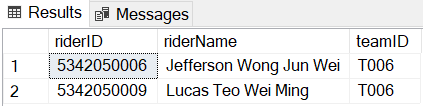 Results Messages
riderID riderName teamID
1 5342050006 Jefferson Wong Jun Wei T006
2 5342050009 Lucas Teo Wei Ming T006